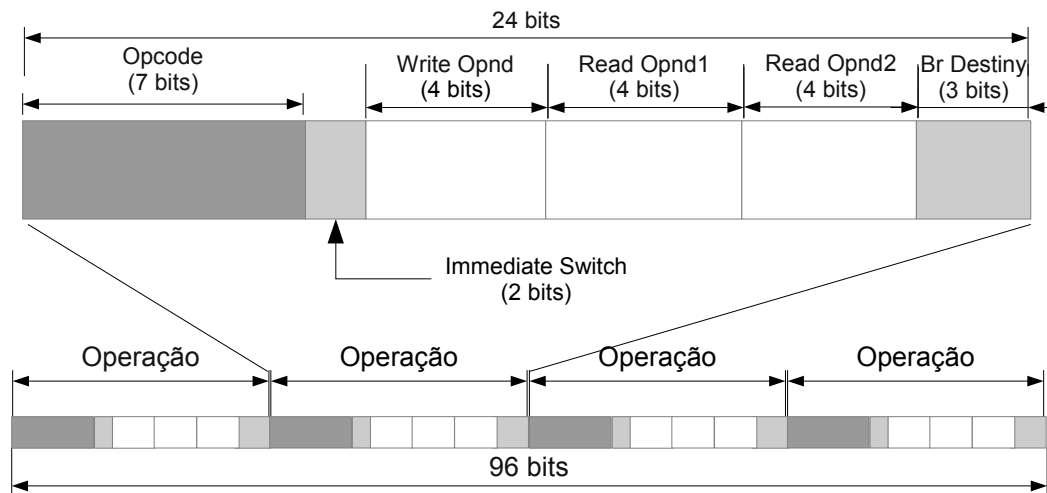 24 bits
Opcode
(7 bits)
Write Opnd
(4 bits)
Read Opnd1
(4 bits)
Read Opnd2
(4 bits)
Br Destiny
(3 bits)
Immediate Switch
(2 bits)
Operação
Operação
Operação
Operação
96 bits